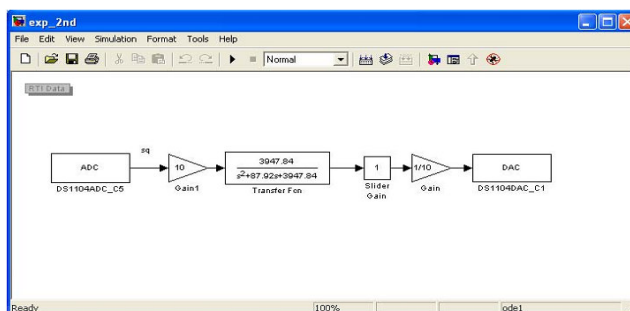 exp_2nd
File Edit View Simulation Format Tools Help
Normal
RTI Data
sq
ADC
10
3947.84
s²+87.92s+3947.84
1
1/10
DAC
DS1104ADC_C5
Gain1
Transfer Fcn
Slider
Gain
Gain
DS1104DAC_C1
Ready 100% ode1